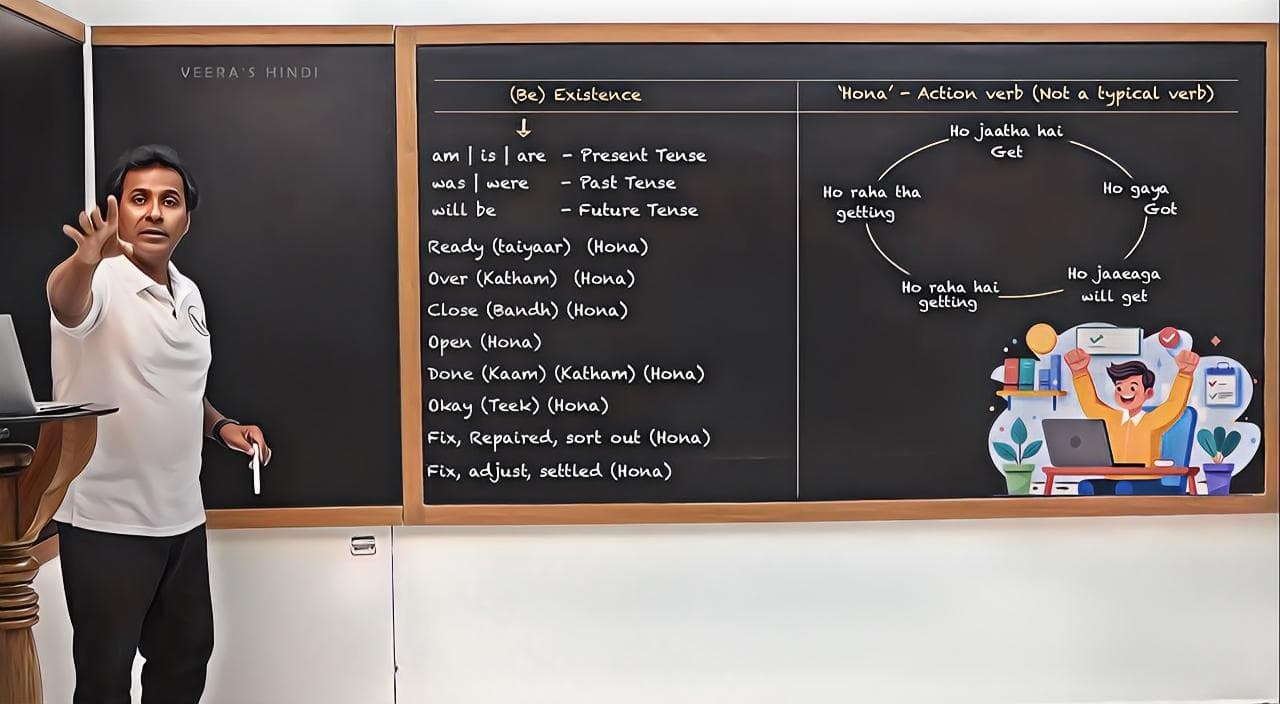 VEERA'S HINDI
(Be) Existence
am | is | are - Present Tense
was | were - Past Tense
will be - Future Tense
Ready (taiyaar) (Hona)
Over (Katham) (Hona)
Close (Bandh) (Hona)
Open (Hona)
Done (Kaam) (Katham) (Hona)
Okay (Teek) (Hona)
Fix, Repaired, sort out (Hona)
Fix, adjust, settled (Hona)
'Hona' - Action verb (Not a typical verb)
Ho jaatha hai
Get
Ho gaya
Got
Ho jaaeaga
will get
Ho raha hai
getting
Ho raha tha
getting